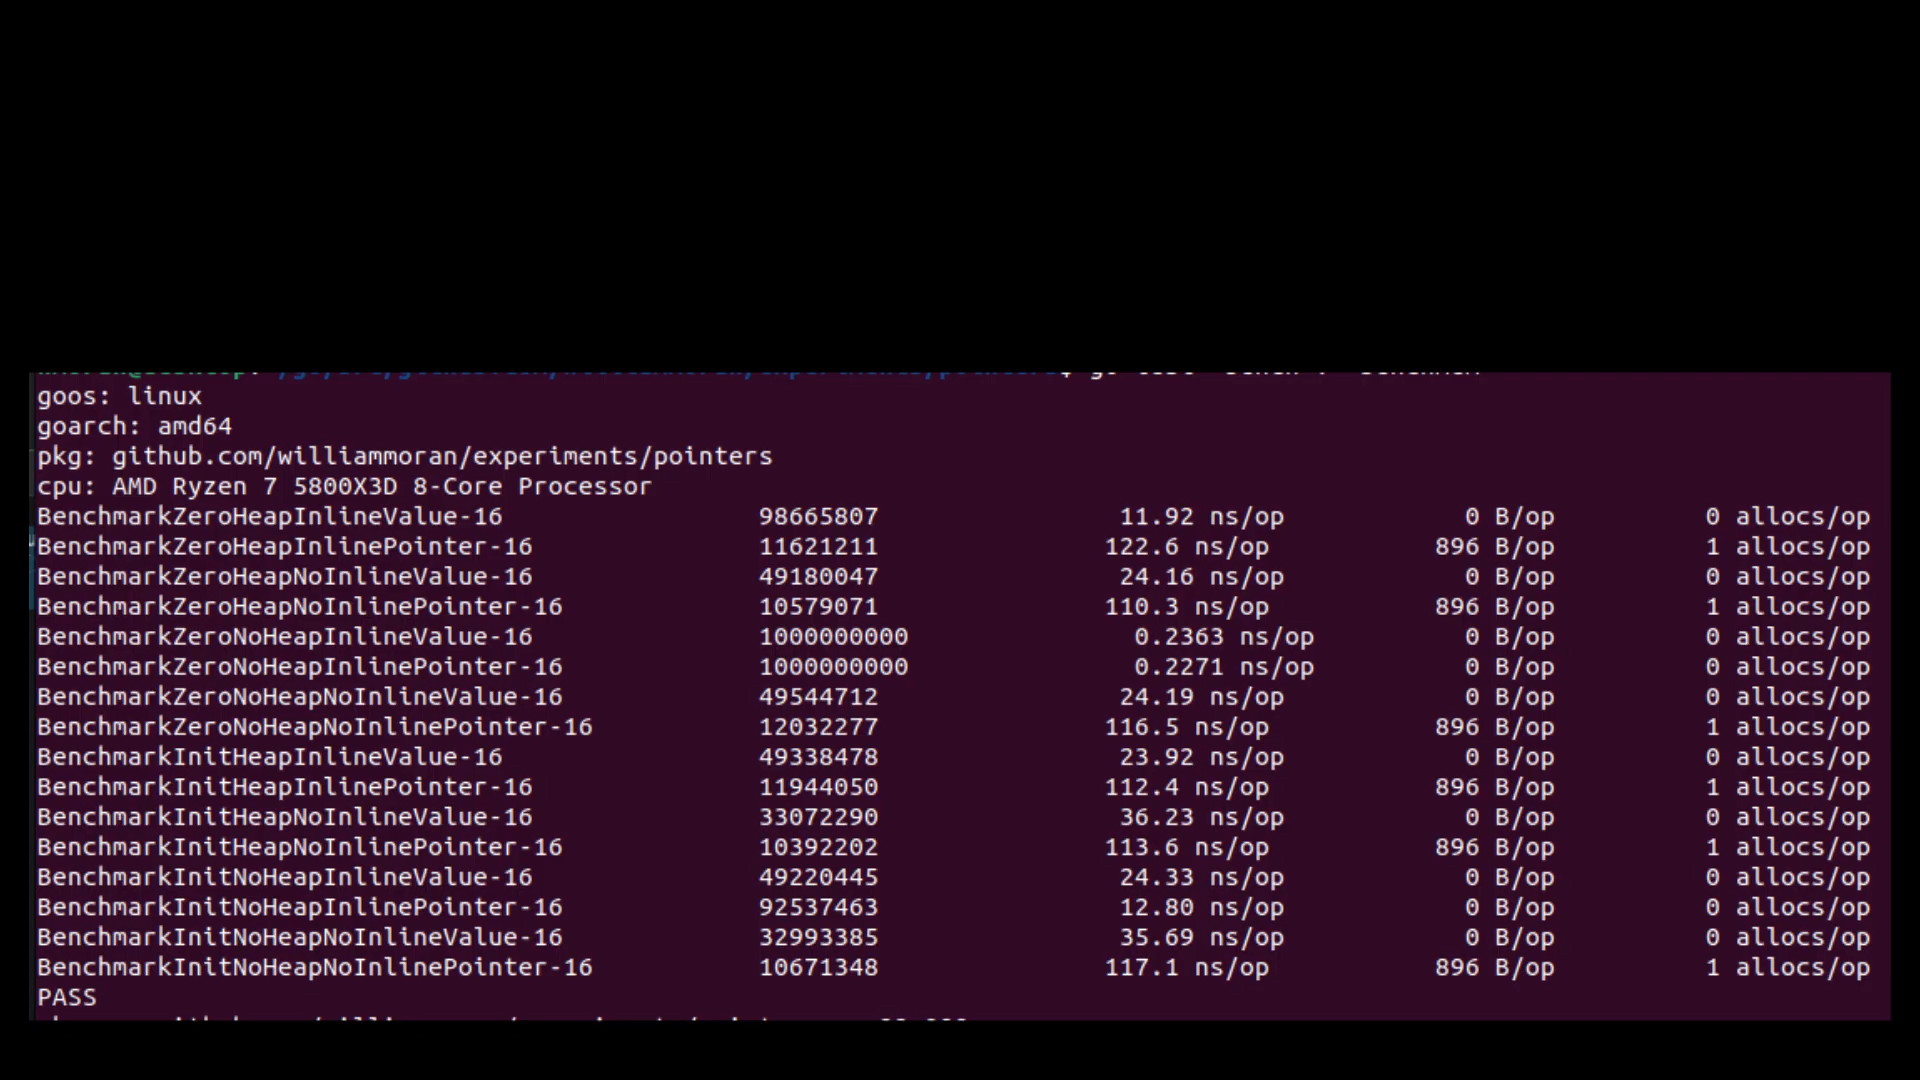 goos: linux
goarch: amd64
pkg: github.com/williammoran/experiments/pointers
cpu: AMD Ryzen 7 5800X3D 8-Core Processor
BenchmarkZeroHeapInlineValue-16 98665807 11.92 ns/op 0 B/op 0 allocs/op
BenchmarkZeroHeapInlinePointer-16 11621211 122.6 ns/op 896 B/op 1 allocs/op
BenchmarkZeroHeapNoInlineValue-16 49180047 24.16 ns/op 0 B/op 0 allocs/op
BenchmarkZeroHeapNoInlinePointer-16 10579071 110.3 ns/op 896 B/op 1 allocs/op
BenchmarkZeroNoHeapInlineValue-16 1000000000 0.2363 ns/op 0 B/op 0 allocs/op
BenchmarkZeroNoHeapInlinePointer-16 1000000000 0.2271 ns/op 0 B/op 0 allocs/op
BenchmarkZeroNoHeapNoInlineValue-16 49544712 24.19 ns/op 0 B/op 0 allocs/op
BenchmarkZeroNoHeapNoInlinePointer-16 12032277 116.5 ns/op 896 B/op 1 allocs/op
BenchmarkInitHeapInlineValue-16 49338478 23.92 ns/op 0 B/op 0 allocs/op
BenchmarkInitHeapInlinePointer-16 11944050 112.4 ns/op 896 B/op 1 allocs/op
BenchmarkInitHeapNoInlineValue-16 33072290 36.23 ns/op 0 B/op 0 allocs/op
BenchmarkInitHeapNoInlinePointer-16 10392202 113.6 ns/op 896 B/op 1 allocs/op
BenchmarkInitNoHeapInlineValue-16 49220445 24.33 ns/op 0 B/op 0 allocs/op
BenchmarkInitNoHeapInlinePointer-16 92537463 12.80 ns/op 0 B/op 0 allocs/op
BenchmarkInitNoHeapNoInlineValue-16 32993385 35.69 ns/op 0 B/op 0 allocs/op
BenchmarkInitNoHeapNoInlinePointer-16 10671348 117.1 ns/op 896 B/op 1 allocs/op
PASS